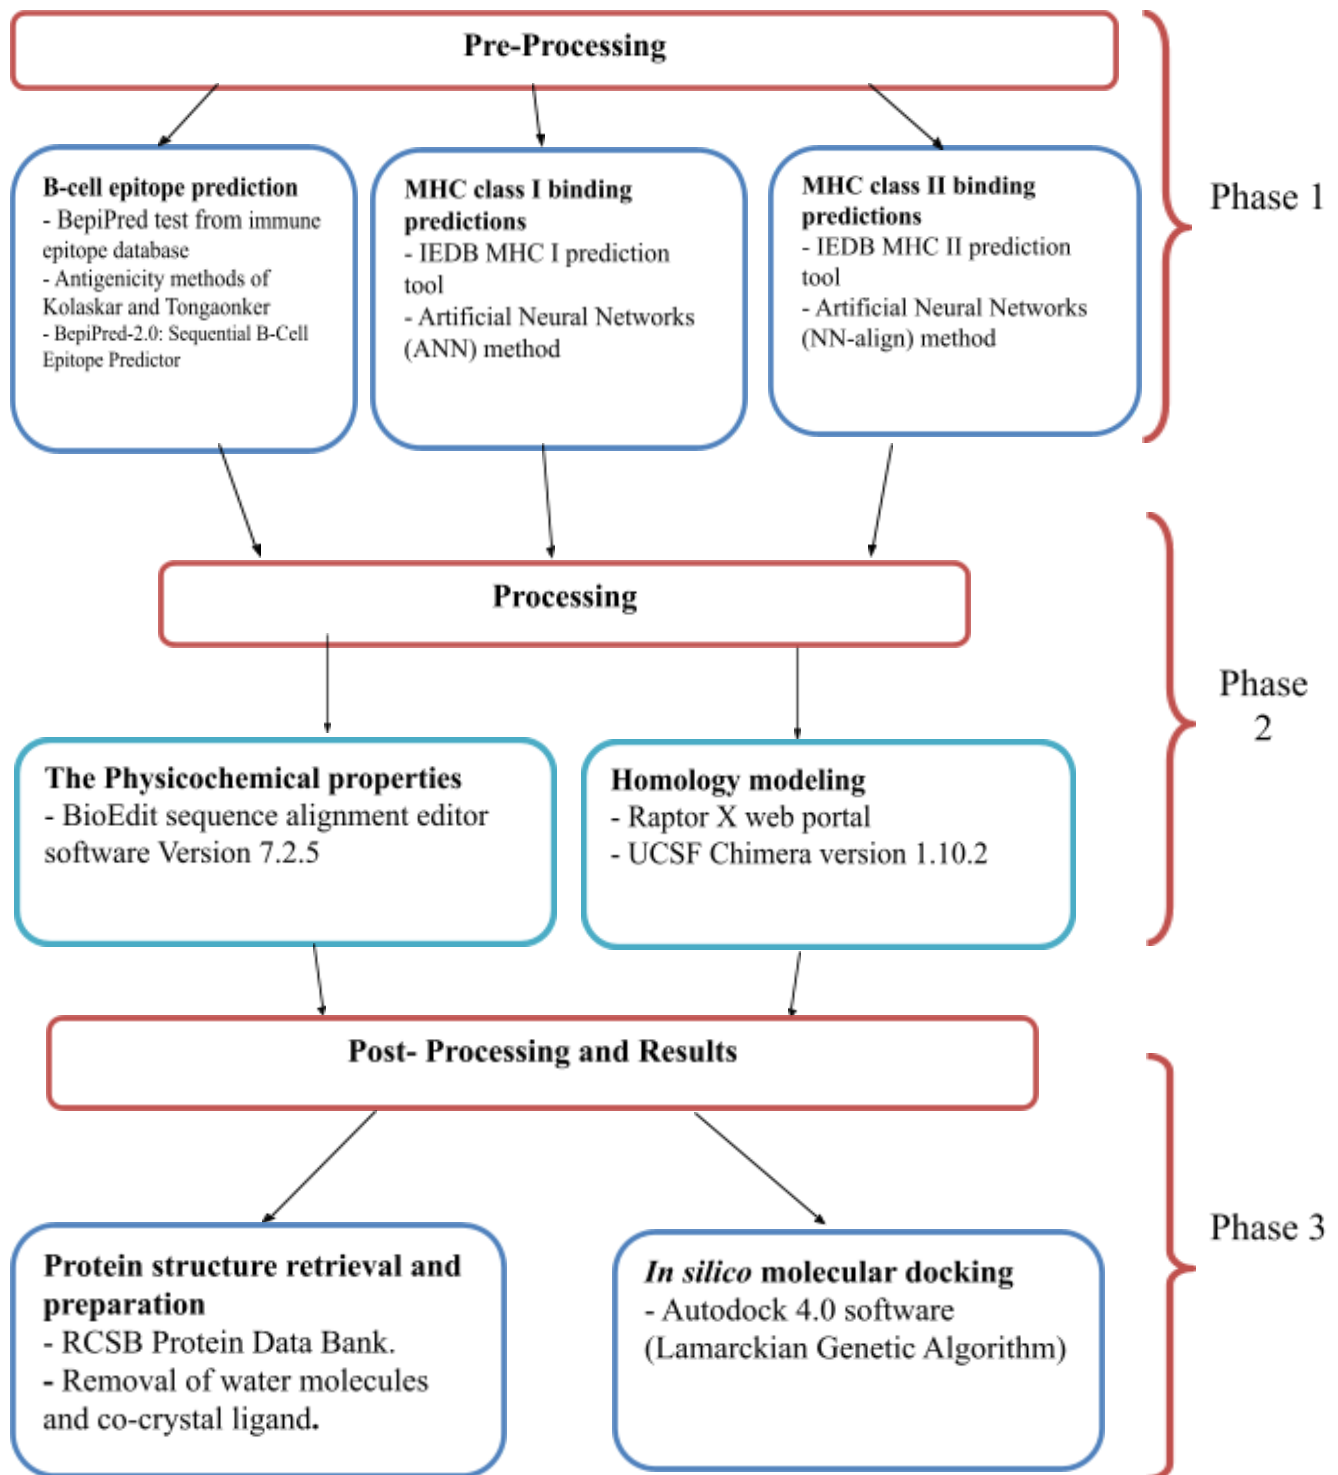 Pre-Processing
B-cell epitope prediction
- BepiPred test from immune
epitope database
- Antigenicity methods of
Kolaskar and Tongaonker
- BepiPred-2.0: Sequential B-Cell
Epitope Predictor
MHC class I binding
predictions
- IEDB MHC I prediction
tool
- Artificial Neural Networks
(ANN) method
MHC class II binding
predictions
- IEDB MHC II prediction
tool
- Artificial Neural Networks
(NN-align) method
Phase 1
Processing
The Physicochemical properties
- BioEdit sequence alignment editor
software Version 7.2.5
Homology modeling
- Raptor X web portal
- UCSF Chimera version 1.10.2
Phase
2
Post- Processing and Results
Protein structure retrieval and
preparation
- RCSB Protein Data Bank.
- Removal of water molecules
and co-crystal ligand.
In silico molecular docking
- Autodock 4.0 software
(Lamarckian Genetic Algorithm)
Phase 3